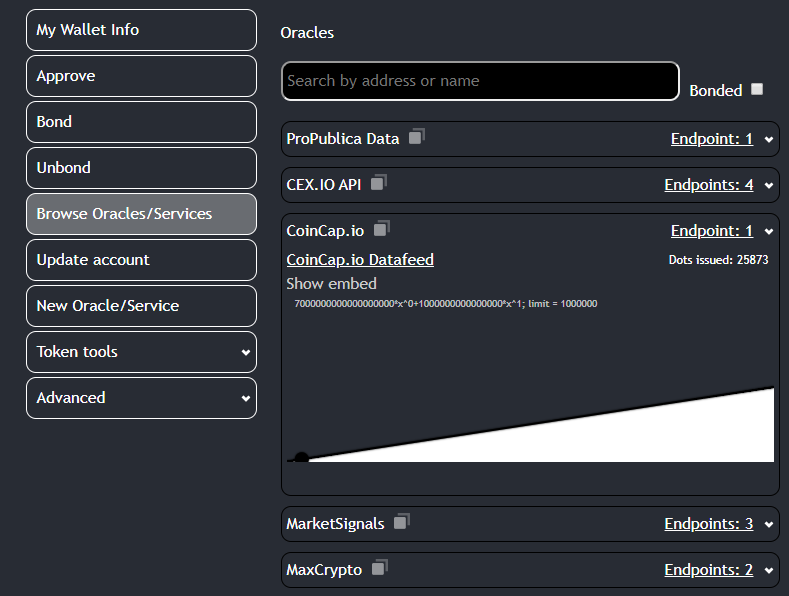 My Wallet Info
Approve
Bond
Unbond
Browse Oracles/Services
Update account
New Oracle/Service
Token tools
Advanced
Oracles
Search by address or name
Bonded
ProPublica Data Endpoint: 1
CEX.IO API Endpoints: 4
CoinCap.io Endpoint: 1
CoinCap.io Datafeed Dots issued: 25873
Show embed
7000000000000000000*x^0+1000000000000000*x^1; limit = 1000000
MarketSignals Endpoints: 3
MaxCrypto Endpoints: 2